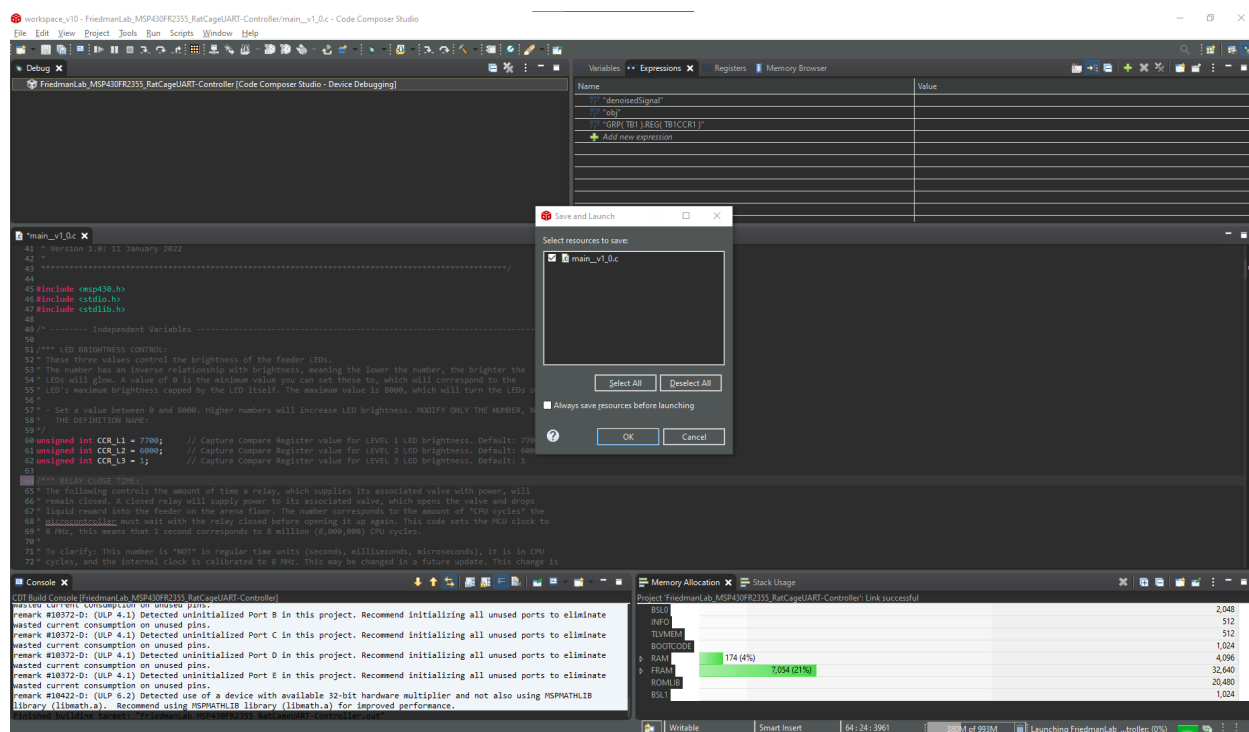 workspace_v10 - FriedmanLab_MSP430FR2355_RatCageUART-Controller/main__v1_0.c - Code Composer Studio
File Edit View Project Tools Run Scripts Window Help
Debug
FriedmanLab_MSP430FR2355_RatCageUART-Controller [Code Composer Studio - Device Debugging]
Variables Expressions Registers Memory Browser
Name Value
"denoisedSignal"
"obj"
"GRP( TB1 ).REG( TB1CCR1 )"
Add new expression
Save and Launch
Select resources to save:
main__v1_0.c
Select All Deselect All
Always save resources before launching
OK Cancel
*main__v1_0.c
41 * Version 1.0: 11 January 2022
42 *
43 ***************************************************************************************************/
44
45 #include <msp430.h>
46 #include <stdio.h>
47 #include <stdlib.h>
48
49 /* -------- Independent Variables ----------------------------------------
50
51 /*** LED BRIGHTNESS CONTROL:
52 * These three values control the brightness of the feeder LEDs.
53 * The number has an inverse relationship with brightness, meaning the lower the number, the brighter the
54 * LEDs will glow. A value of 0 is the minimum value you can set these to, which will correspond to the
55 * LED's maximum brightness capped by the LED itself. The maximum value is 8000, which will turn the LEDs o
56 *
57 * - Set a value between 0 and 8000. Higher numbers will increase LED brightness. MODIFY ONLY THE NUMBER, N
58 * THE DEFINITION NAME:
59 */
60 unsigned int CCR_L1 = 7700; // Capture Compare Register value for LEVEL 1 LED brightness. Default: 770
61 unsigned int CCR_L2 = 6000; // Capture Compare Register value for LEVEL 2 LED brightness. Default: 600
62 unsigned int CCR_L3 = 1; // Capture Compare Register value for LEVEL 3 LED brightness. Default: 1
63
64 /*** RELAY CLOSE TIME:
65 * The following controls the amount of time a relay, which supplies its associated valve with power, will
66 * remain closed. A closed relay will supply power to its associated valve, which opens the valve and drops
67 * liquid reward into the feeder on the arena floor. The number corresponds to the amount of *CPU cycles* the
68 * microcontroller must wait with the relay closed before opening it up again. This code sets the MCU clock to
69 * 8 MHz, this means that 1 second corresponds to 8 million (8,000,000) CPU cycles.
70 *
71 * To clarify: This number is *NOT* in regular time units (seconds, milliseconds, microseconds), it is in CPU
72 * cycles, and the internal clock is calibrated to 8 MHz. This may be changed in a future update. This change is
Console
CDT Build Console [FriedmanLab_MSP430FR2355_RatCageUART-Controller]
wasted current consumption on unused pins.
remark #10372-D: (ULP 4.1) Detected uninitialized Port B in this project. Recommend initializing all unused ports to eliminate
wasted current consumption on unused pins.
remark #10372-D: (ULP 4.1) Detected uninitialized Port C in this project. Recommend initializing all unused ports to eliminate
wasted current consumption on unused pins.
remark #10372-D: (ULP 4.1) Detected uninitialized Port D in this project. Recommend initializing all unused ports to eliminate
wasted current consumption on unused pins.
remark #10372-D: (ULP 4.1) Detected uninitialized Port E in this project. Recommend initializing all unused ports to eliminate
wasted current consumption on unused pins.
remark #10422-D: (ULP 6.2) Detected use of a device with available 32-bit hardware multiplier and not also using MSPMATHLIB
library (libmath.a). Recommend using MSPMATHLIB library (libmath.a) for improved performance.
Finished building target: "FriedmanLab_MSP430FR2355_RatCageUART-Controller.out"
Memory Allocation Stack Usage
Project 'FriedmanLab_MSP430FR2355_RatCageUART-Controller': Link successful
BSL0 2,048
INFO 512
TLVMEM 512
BOOTCODE 1,024
RAM 174 (4%) 4,096
FRAM 7,054 (21%) 32,640
ROMLIB 20,480
BSL1 1,024
Writable Smart Insert 64 : 24 : 3961 380M of 993M Launching FriedmanLab ...troller: (0%)